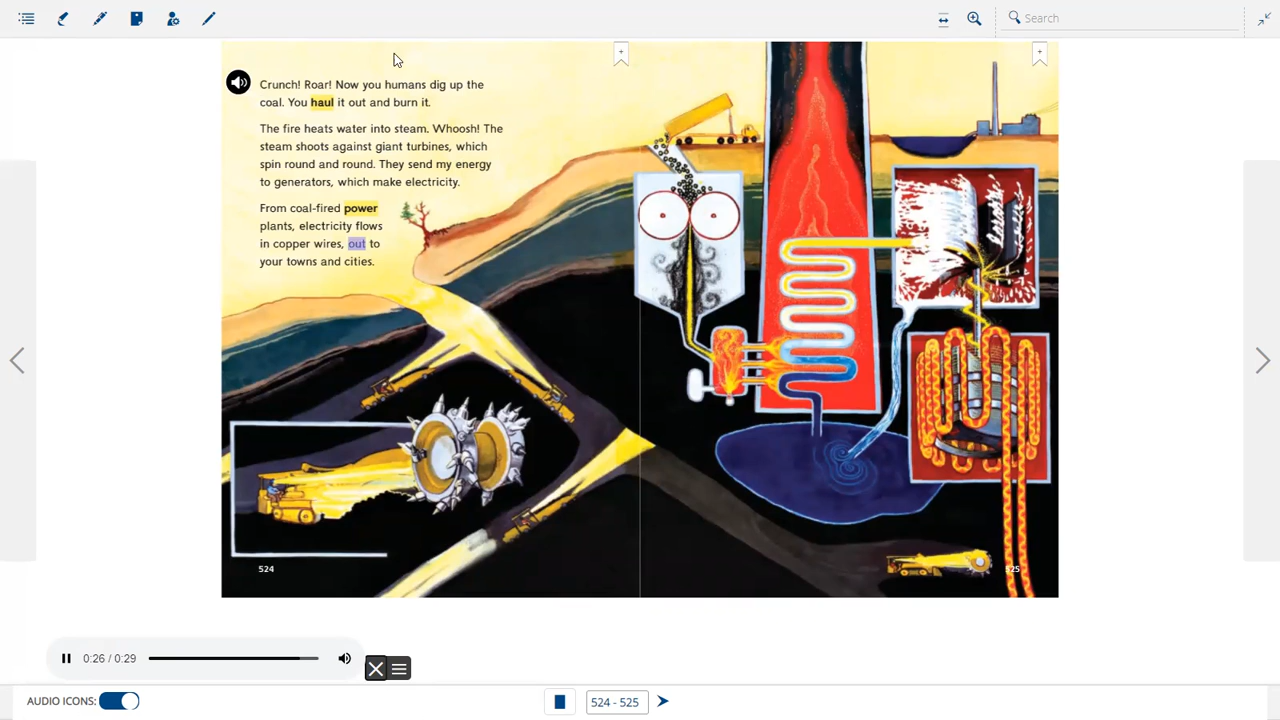 Search
Crunch! Roar! Now you humans dig up the
coal. You haul it out and burn it.
The fire heats water into steam. Whoosh! The
steam shoots against giant turbines, which
spin round and round. They send my energy
to generators, which make electricity.
From coal-fired power
plants, electricity flows
in copper wires, out to
your towns and cities.
524
525
0:26 / 0:29
AUDIO ICONS:
524 - 525